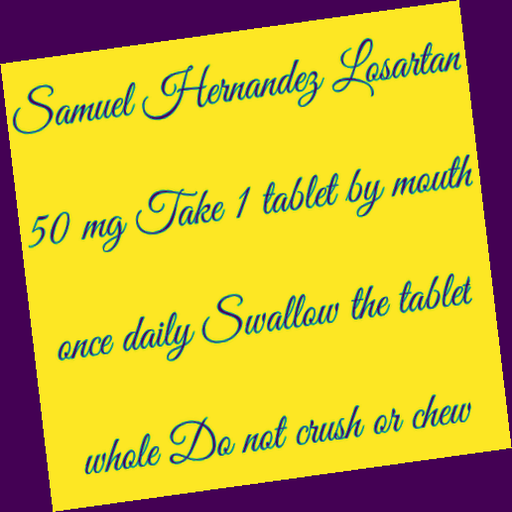 Samuel Hernandez Losartan
50 mg Take 1 tablet by mouth
once daily Swallow the tablet
whole Do not crush or chew